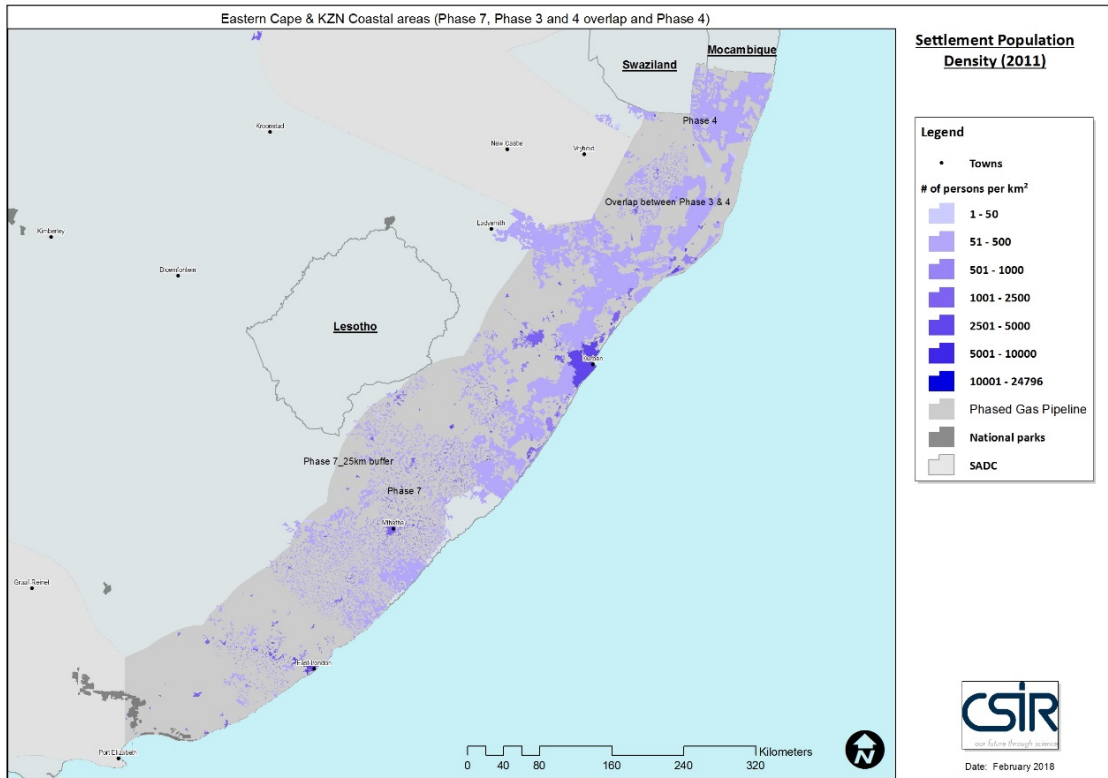 Eastern Cape & KZN Coastal areas (Phase 7, Phase 3 and 4 overlap and Phase 4)
Settlement Population
Density (2011)
Mocambique
Swaziland
Kroonstad
Phase 4
New Castle
Vryheid
Overlap between Phase 3 & 4
Ladysmith
Kimberley
Lesotho
Durban
Phase 7_25km buffer
Phase 7
Mthatha
Graaf-Reinet
East London
Port Elizabeth
Legend
Towns
# of persons per km²
1 - 50
51 - 500
501 - 1000
1001 - 2500
2501 - 5000
5001 - 10000
10001 - 24796
Phased Gas Pipeline
National parks
SADC
Kilometers
0 40 80 160 240 320
N
CSIR
our future through science
Date: February 2018